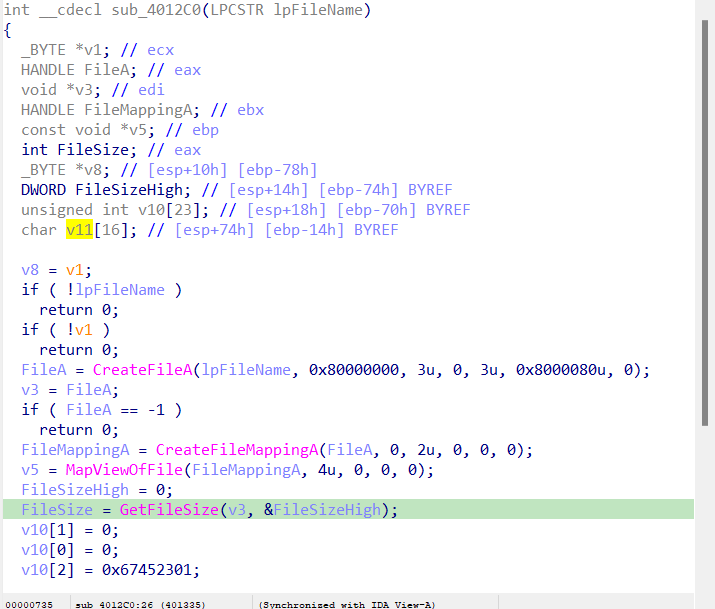 int __cdecl sub_4012C0(LPCSTR lpFileName)
{
  _BYTE *v1; // ecx
  HANDLE FileA; // eax
  void *v3; // edi
  HANDLE FileMappingA; // ebx
  const void *v5; // ebp
  int FileSize; // eax
  _BYTE *v8; // [esp+10h] [ebp-78h]
  DWORD FileSizeHigh; // [esp+14h] [ebp-74h] BYREF
  unsigned int v10[23]; // [esp+18h] [ebp-70h] BYREF
  char v11[16]; // [esp+74h] [ebp-14h] BYREF

  v8 = v1;
  if ( !lpFileName )
    return 0;
  if ( !v1 )
    return 0;
  FileA = CreateFileA(lpFileName, 0x80000000, 3u, 0, 3u, 0x8000080u, 0);
  v3 = FileA;
  if ( FileA == -1 )
    return 0;
  FileMappingA = CreateFileMappingA(FileA, 0, 2u, 0, 0, 0);
  v5 = MapViewOfFile(FileMappingA, 4u, 0, 0, 0);
  FileSizeHigh = 0;
  FileSize = GetFileSize(v3, &FileSizeHigh);
  v10[1] = 0;
  v10[0] = 0;
  v10[2] = 0x67452301;
00000735 sub_4012C0:26 (401335) (Synchronized with IDA View-A)